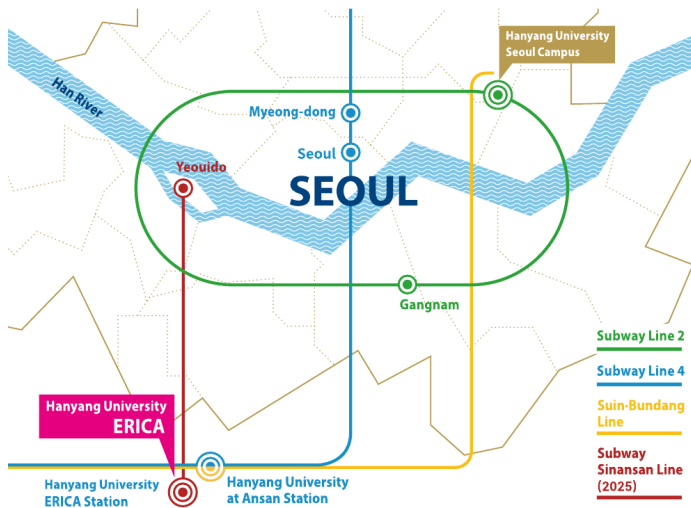 Hanyang University
Seoul Campus
Han River
Myeong-dong
Seoul
Yeouido
SEOUL
Gangnam
Subway Line 2
Subway Line 4
Suin-Bundang
Line
Subway
Sinansan Line
(2025)
Hanyang University
ERICA
Hanyang University
ERICA Station
Hanyang University
at Ansan Station